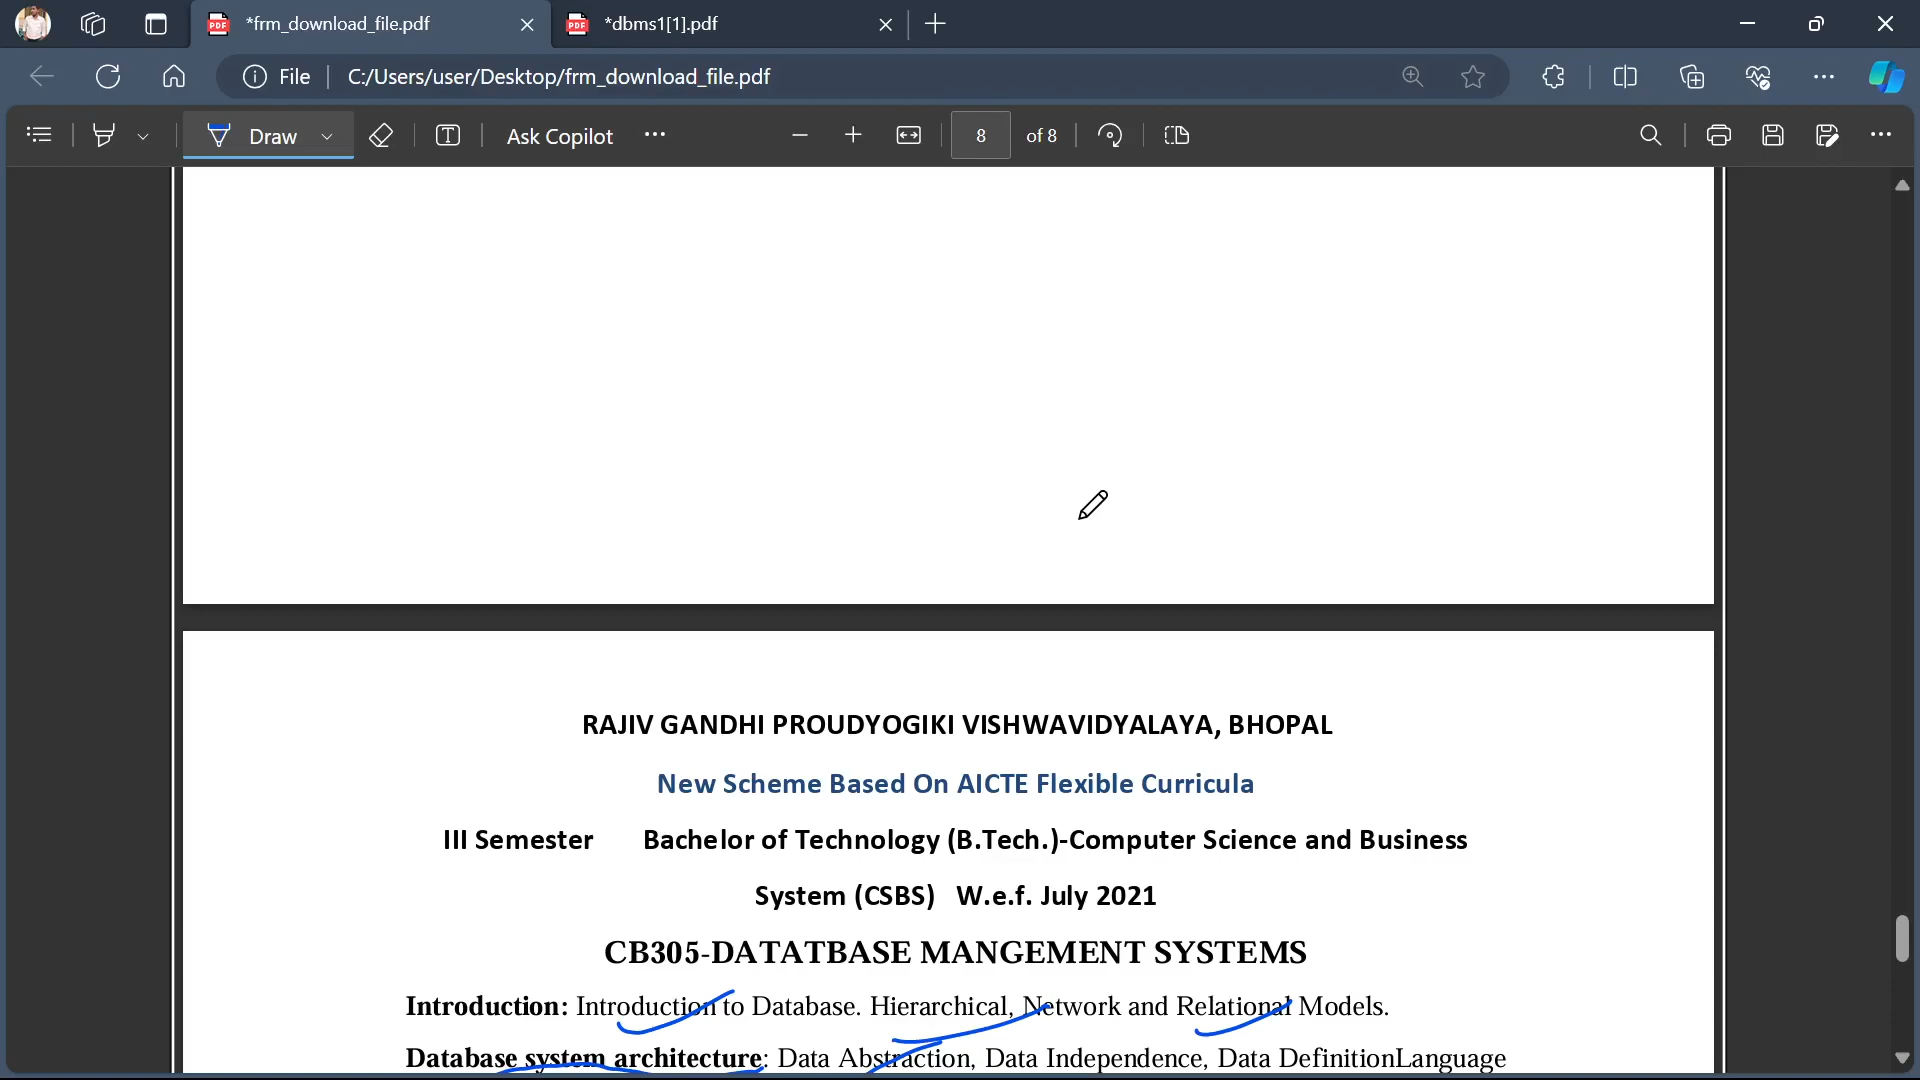 *frm_download_file.pdf
*dbms1[1].pdf
File
C:/Users/user/Desktop/frm_download_file.pdf
Draw
Ask Copilot
8
of 8
RAJIV GANDHI PROUDYOGIKI VISHWAVIDYALAYA, BHOPAL
New Scheme Based On AICTE Flexible Curricula
III Semester Bachelor of Technology (B.Tech.)-Computer Science and Business
System (CSBS) W.e.f. July 2021
CB305-DATATBASE MANGEMENT SYSTEMS
Introduction: Introduction to Database. Hierarchical, Network and Relational Models.
Database system architecture: Data Abstraction, Data Independence, Data DefinitionLanguage